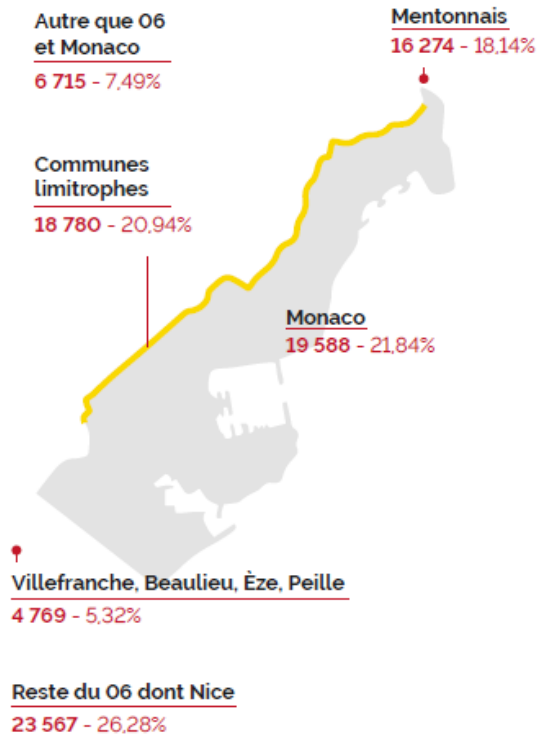 Autre que 06
et Monaco
6 715 - 7,49%
Mentonnais
16 274 - 18,14%
Communes
limitrophes
18 780 - 20,94%
Monaco
19 588 - 21,84%
Villefranche, Beaulieu, Èze, Peille
4 769 - 5,32%
Reste du 06 dont Nice
23 567 - 26,28%